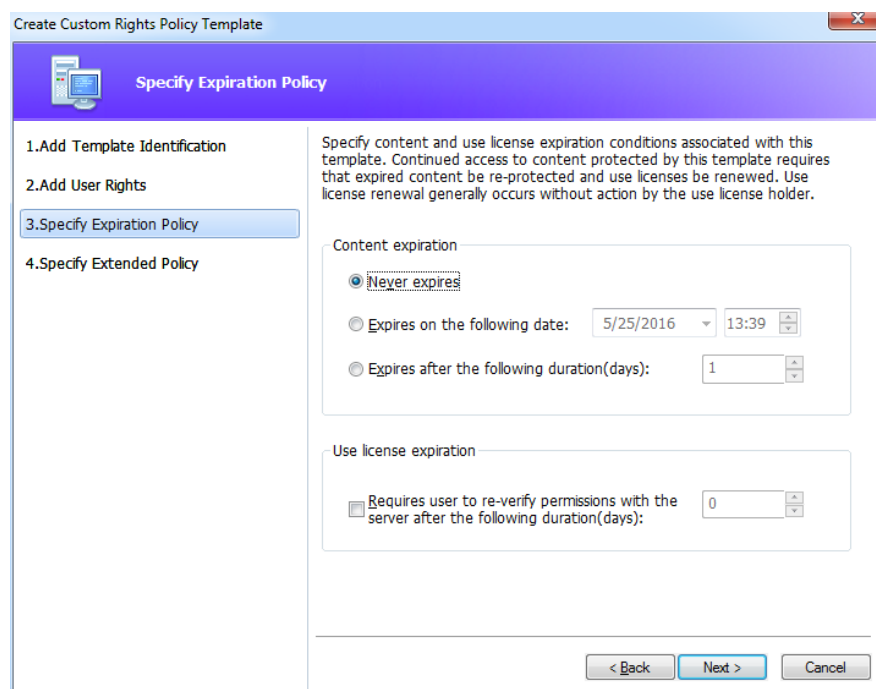 Create Custom Rights Policy Template
Specify Expiration Policy
1.Add Template Identification
2.Add User Rights
3.Specify Expiration Policy
4.Specify Extended Policy
Specify content and use license expiration conditions associated with this
template. Continued access to content protected by this template requires
that expired content be re-protected and use licenses be renewed. Use
license renewal generally occurs without action by the use license holder.
Content expiration
Never expires
Expires on the following date: 5/25/2016 13:39
Expires after the following duration(days): 1
Use license expiration
Requires user to re-verify permissions with the
server after the following duration(days): 0
< Back Next > Cancel